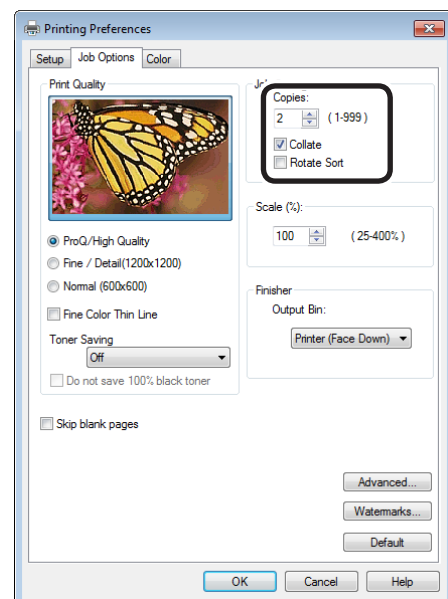 Printing Preferences
Setup Job Options Color
Print Quality
ProQ/High Quality
Fine / Detail(1200x1200)
Normal (600x600)
Fine Color Thin Line
Toner Saving
Off
Do not save 100% black toner
Skip blank pages
Copies:
2 (1-999)
Collate
Rotate Sort
Scale (%):
100 (25-400%)
Finisher
Output Bin:
Printer (Face Down)
Advanced...
Watermarks...
Default
OK Cancel Help